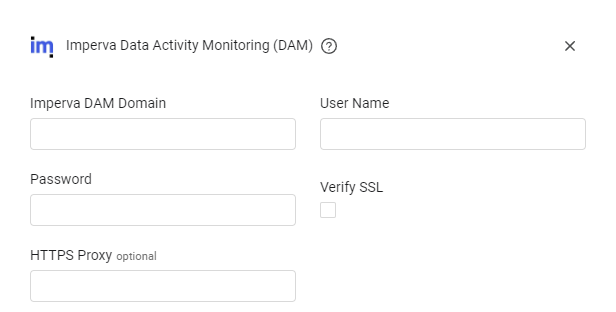 im Imperva Data Activity Monitoring (DAM) ?
Imperva DAM Domain
User Name
Password
Verify SSL
HTTPS Proxy optional